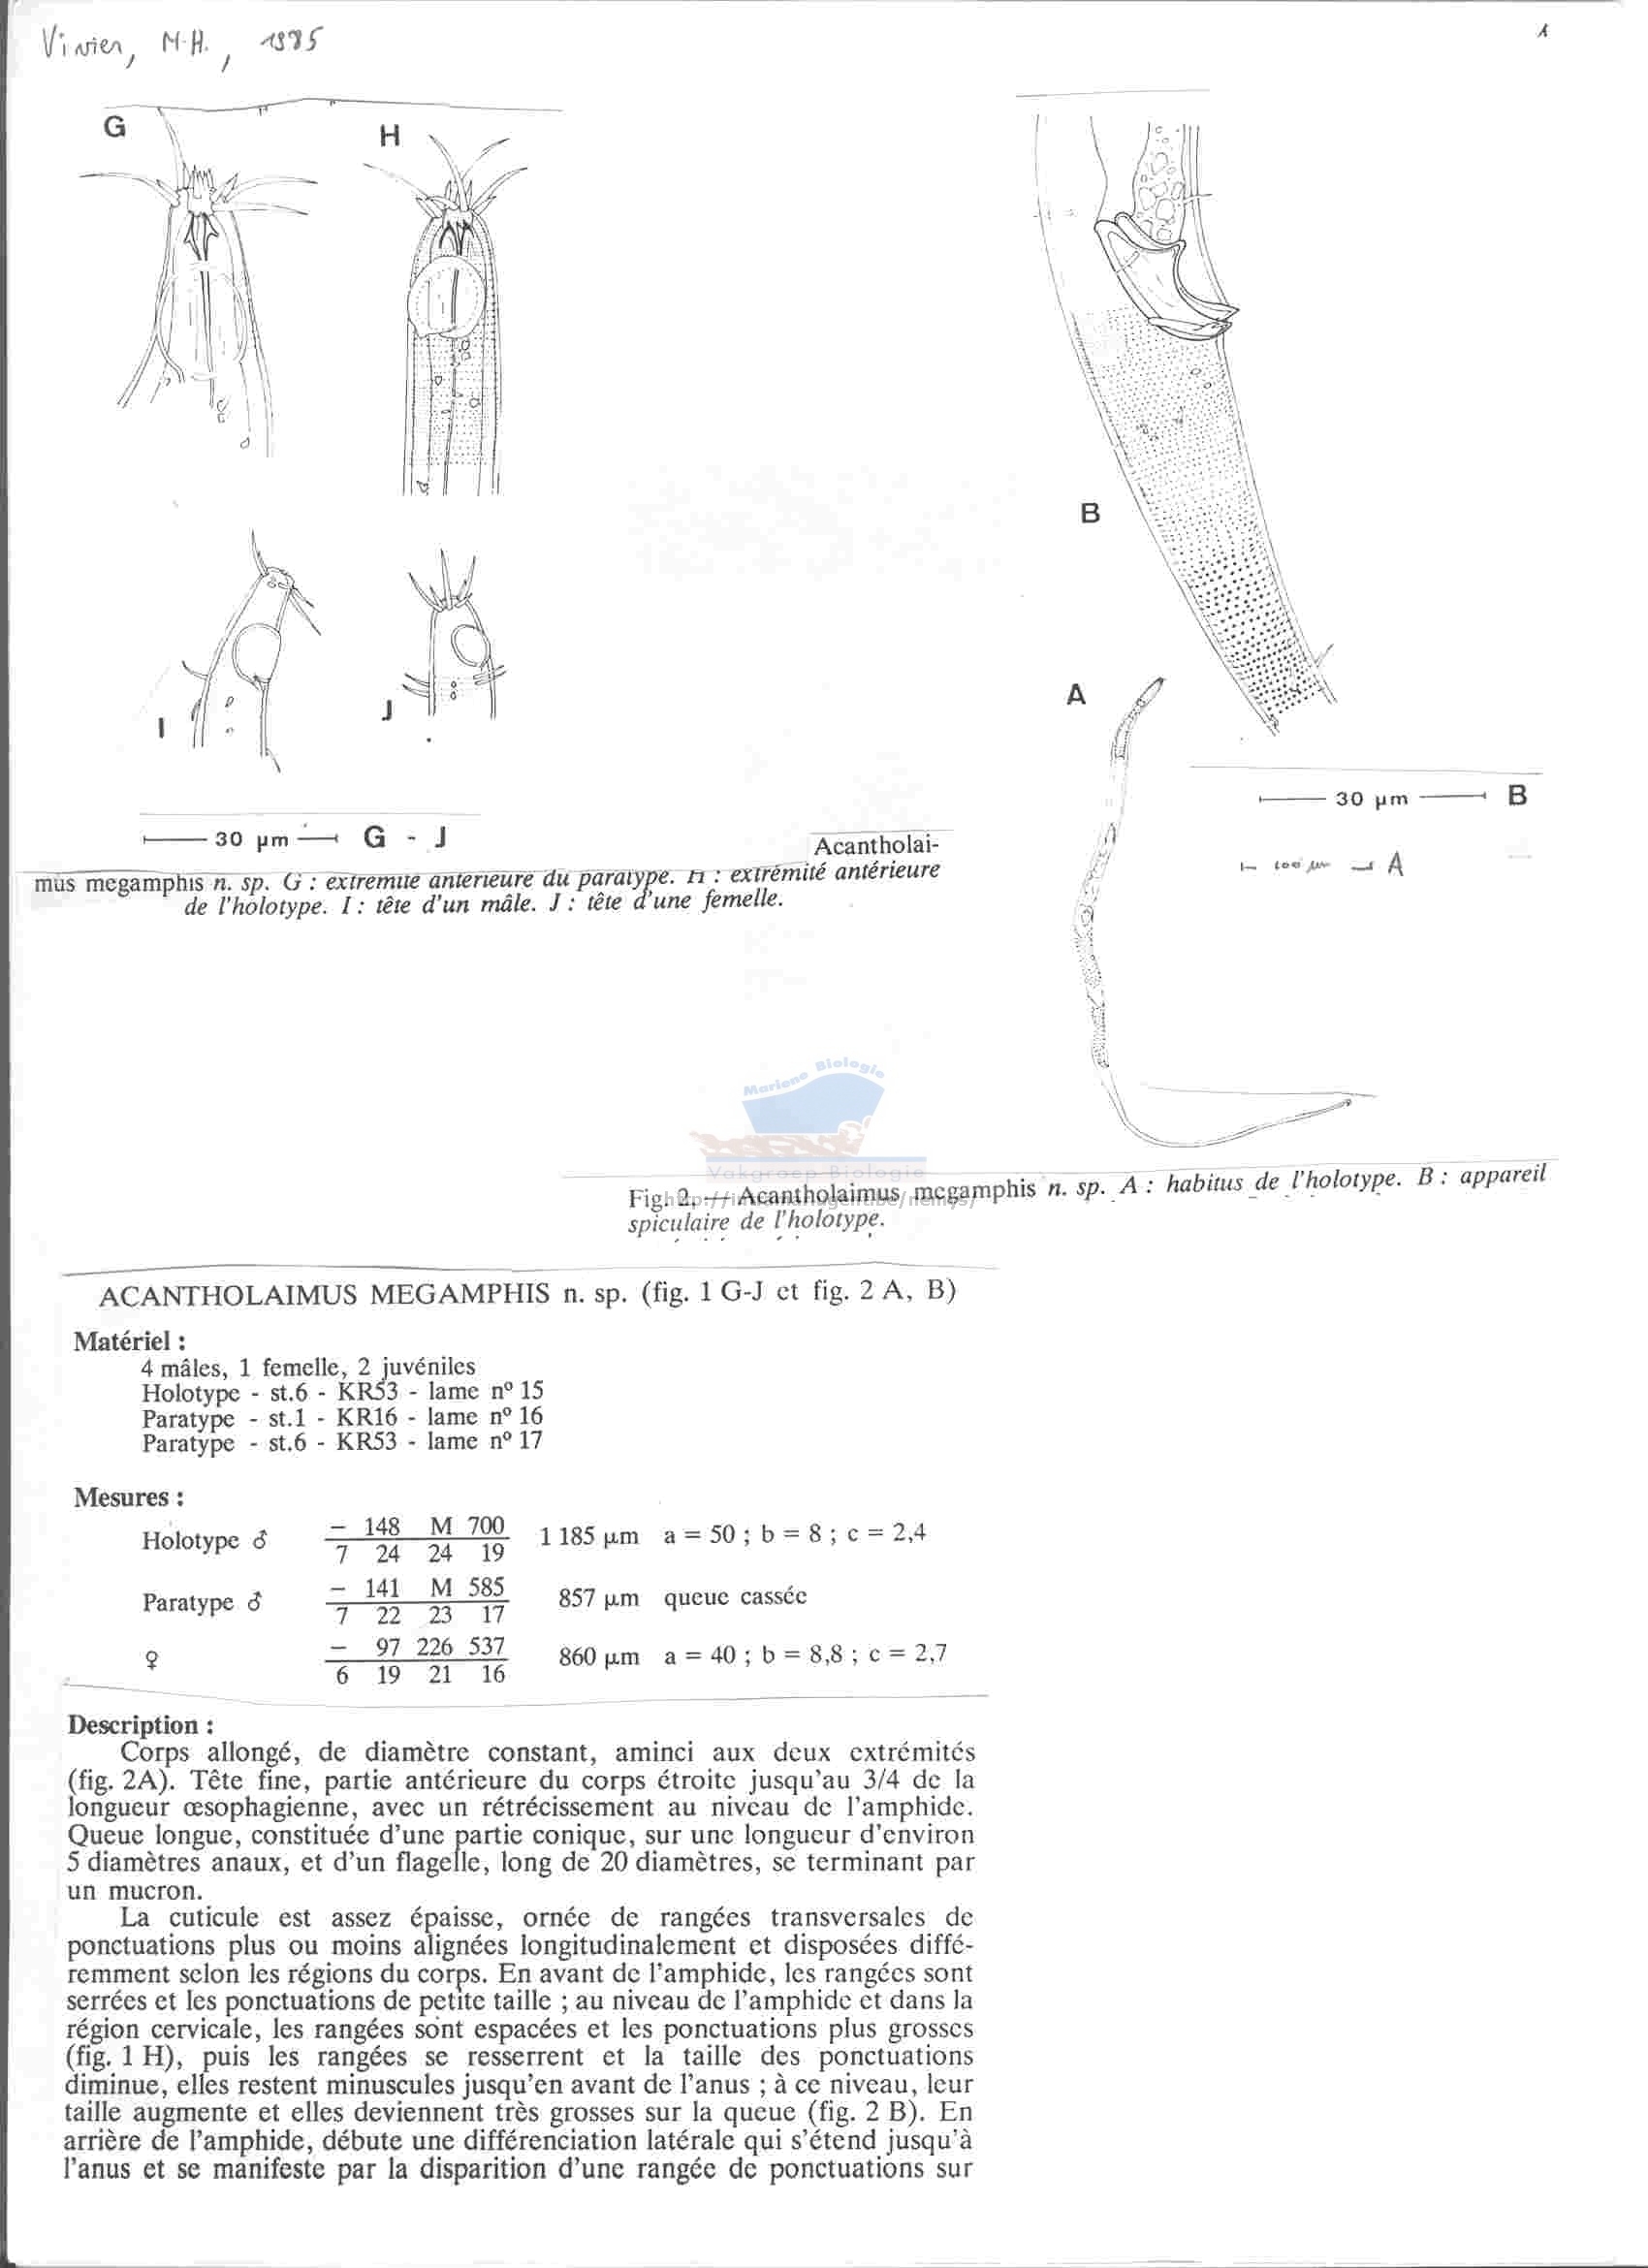 Vivier, M.H., 1985
1
G
H
I
J
30 µm G - J
Acantholai-
mus megamphis n. sp. G : extremite anterieure du paratype. H : extrémité antérieure
de l'holotype. I : tête d'un mâle. J : tête d'une femelle.
B
A
30 µm B
100 µm A
Mariene Biologie
Vakgroep Biologie
Fig. 2. — Acantholaimus megamphis n. sp. A : habitus de l'holotype. B : appareil
spiculaire de l'holotype.
ACANTHOLAIMUS MEGAMPHIS n. sp. (fig. 1 G-J et fig. 2 A, B)
Matériel :
4 mâles, 1 femelle, 2 juvéniles
Holotype - st.6 - KR53 - lame nº 15
Paratype - st.1 - KR16 - lame nº 16
Paratype - st.6 - KR53 - lame nº 17
Mesures :
Holotype ♂ – 148 M 700 1 185 µm a = 50 ; b = 8 ; c = 2,4
7 24 24 19
Paratype ♂ – 141 M 585 857 µm queue cassée
7 22 23 17
♀ – 97 226 537 860 µm a = 40 ; b = 8,8 ; c = 2,7
6 19 21 16
Description :
Corps allongé, de diamètre constant, aminci aux deux extrémités
(fig. 2A). Tête fine, partie antérieure du corps étroite jusqu'au 3/4 de la
longueur œsophagienne, avec un rétrécissement au niveau de l'amphide.
Queue longue, constituée d'une partie conique, sur une longueur d'environ
5 diamètres anaux, et d'un flagelle, long de 20 diamètres, se terminant par
un mucron.
La cuticule est assez épaisse, ornée de rangées transversales de
ponctuations plus ou moins alignées longitudinalement et disposées diffé-
remment selon les régions du corps. En avant de l'amphide, les rangées sont
serrées et les ponctuations de petite taille ; au niveau de l'amphide et dans la
région cervicale, les rangées sont espacées et les ponctuations plus grosses
(fig. 1 H), puis les rangées se resserrent et la taille des ponctuations
diminue, elles restent minuscules jusqu'en avant de l'anus ; à ce niveau, leur
taille augmente et elles deviennent très grosses sur la queue (fig. 2 B). En
arrière de l'amphide, débute une différenciation latérale qui s'étend jusqu'à
l'anus et se manifeste par la disparition d'une rangée de ponctuations sur